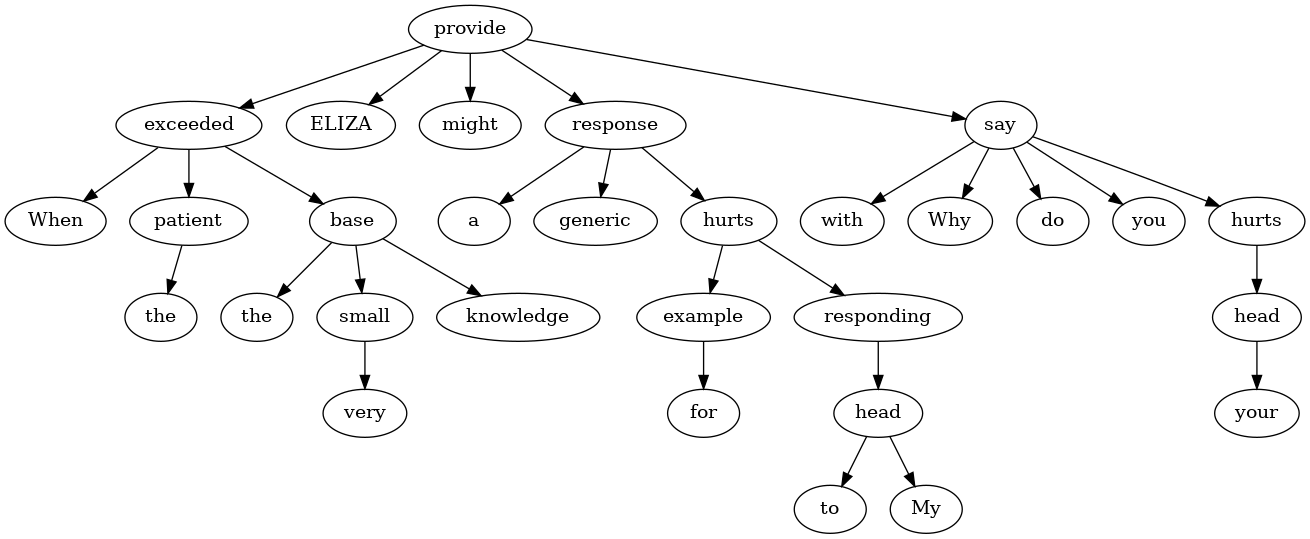 provide
exceeded ELIZA might response say
When patient base a generic hurts with Why do you hurts
the the small knowledge example responding head
very for head your
to My